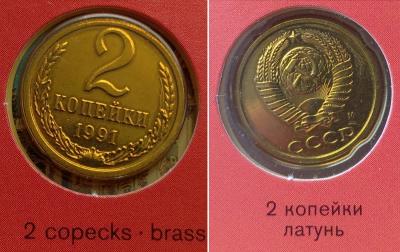 2
КОПЕЙКИ
1991
2 copecks · brass
М
СССР
2 копейки
латунь